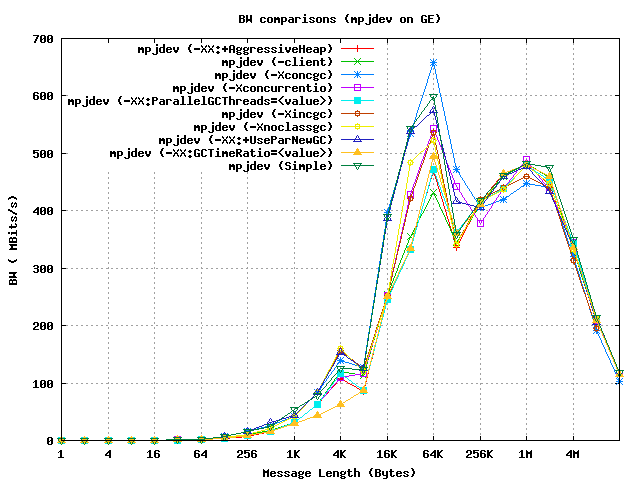 BW comparisons (mpjdev on GE)
700
600
500
400
300
200
100
0
BW ( MBits/s)
mpjdev (-XX:+AggressiveHeap)
mpjdev (-client)
mpjdev (-Xconcgc)
mpjdev (-Xconcurrentio)
mpjdev (-XX:ParallelGCThreads=<value>)
mpjdev (-Xincgc)
mpjdev (-Xnoclassgc)
mpjdev (-XX:+UseParNewGC)
mpjdev (-XX:GCTimeRatio=<value>)
mpjdev (Simple)
1 4 16 64 256 1K 4K 16K 64K 256K 1M 4M
Message Length (Bytes)